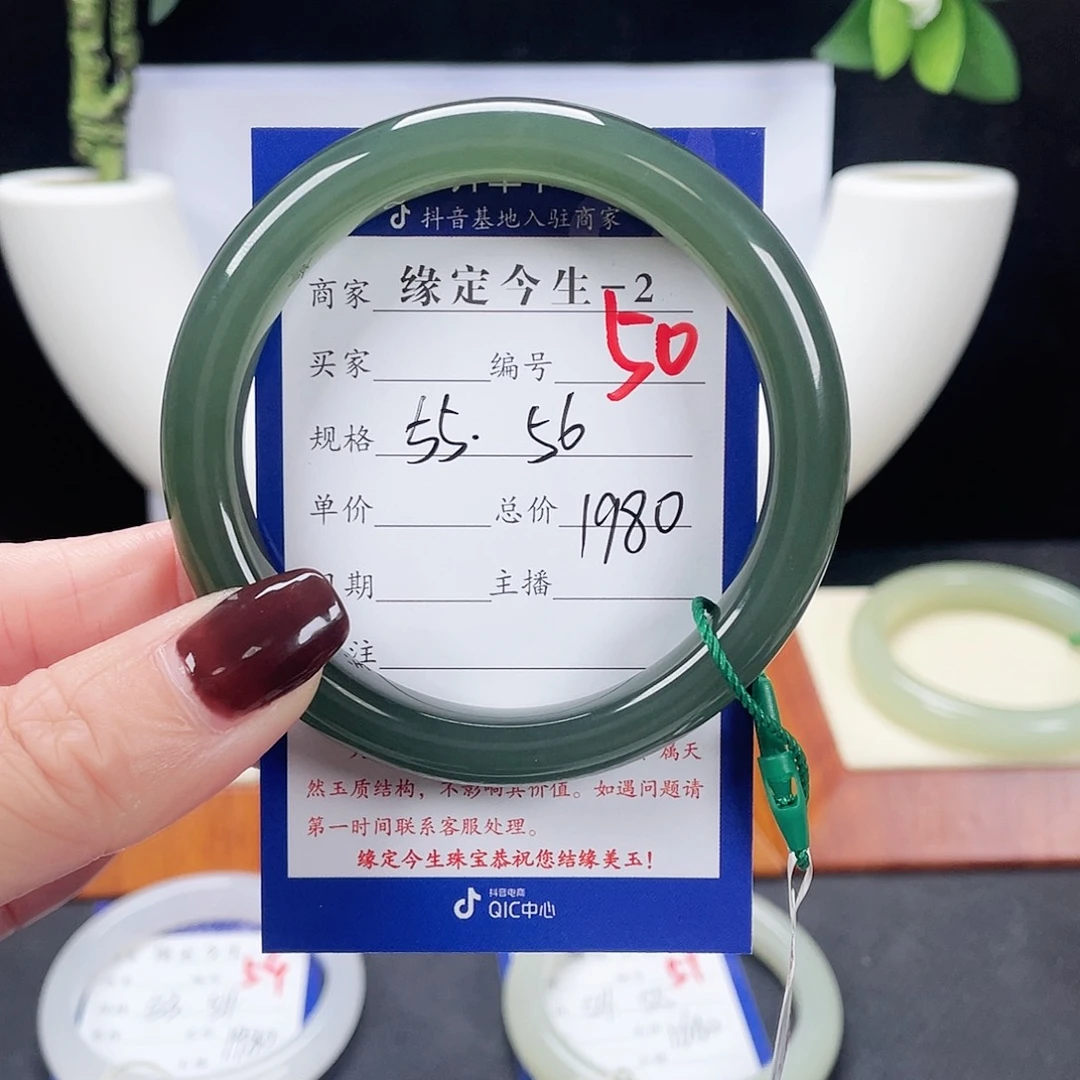 抖音基地入驻商家
商家 缘定今生-2
50
买家 编号
规格 55. 56
单价 总价 1980
期 主播
注
属天
然玉质结构，不影响其价值。如遇问题请
第一时间联系客服处理。
缘定今生珠宝恭祝您结缘美玉！
抖音电商
QIC中心
54
51